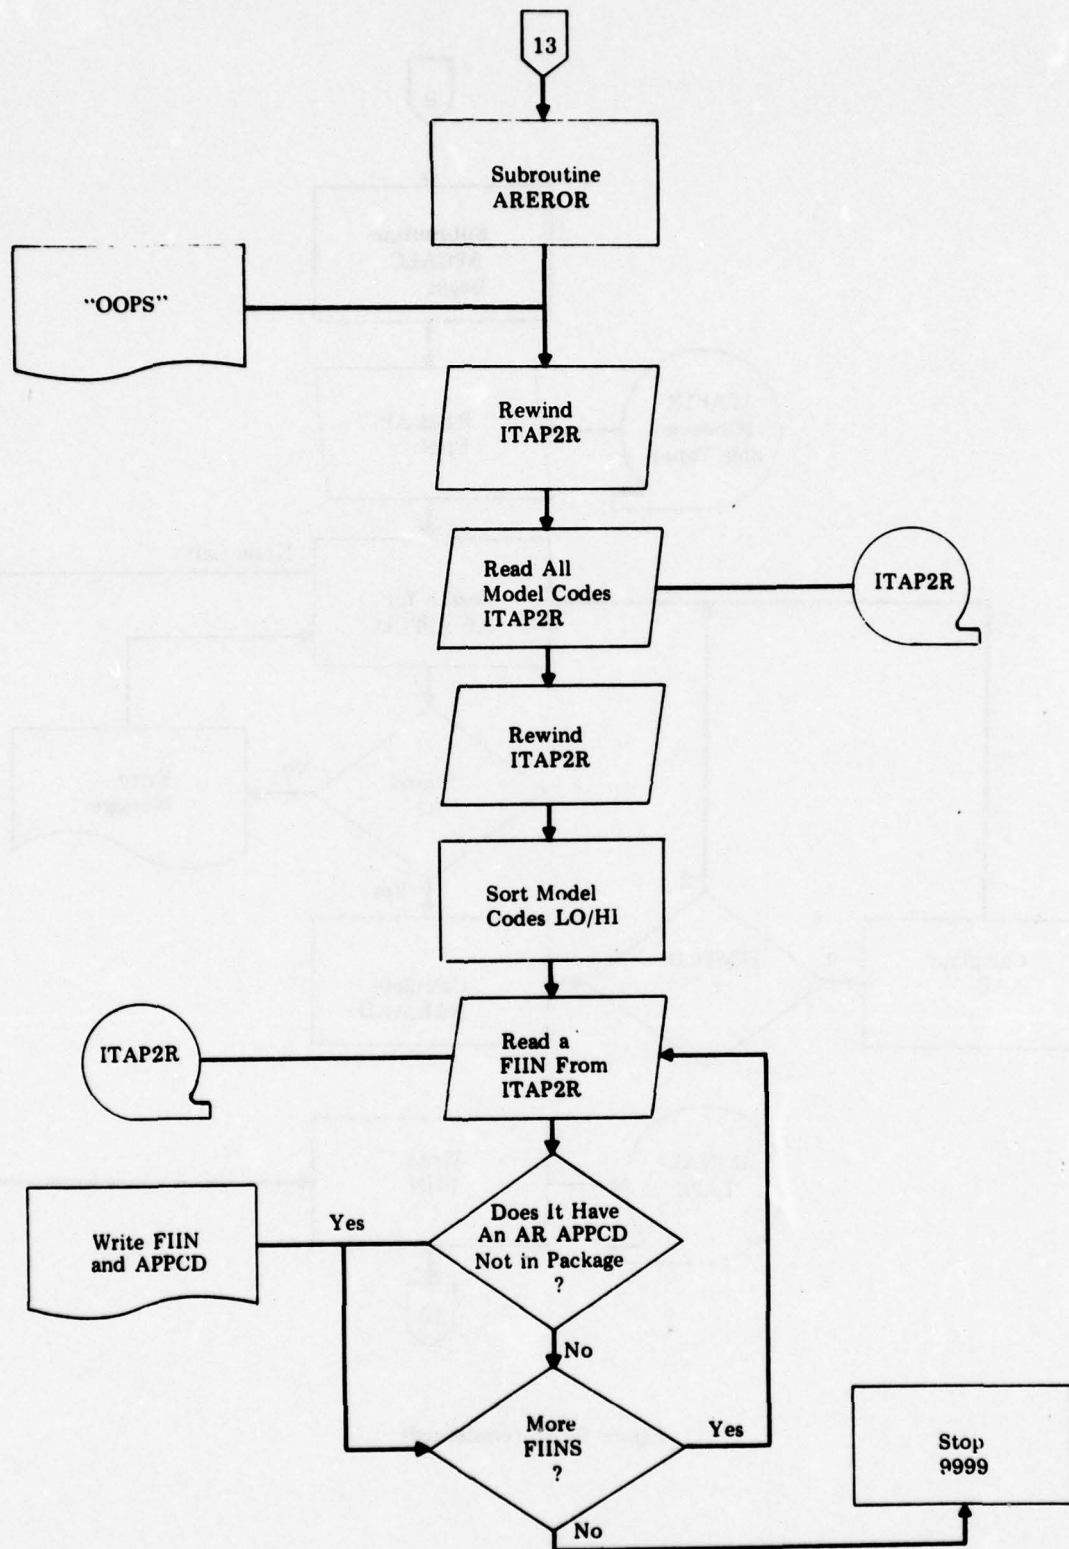 13
Subroutine
AREROR
"OOPS"
Rewind
ITAP2R
Read All
Model Codes
ITAP2R
ITAP2R
Rewind
ITAP2R
Sort Model
Codes LO/HI
ITAP2R
Read a
FIIN From
ITAP2R
Does It Have
An AR APPCD
Not in Package
?
Yes
Write FIIN
and APPCD
No
More
FIINS
?
Yes
No
Stop
9999